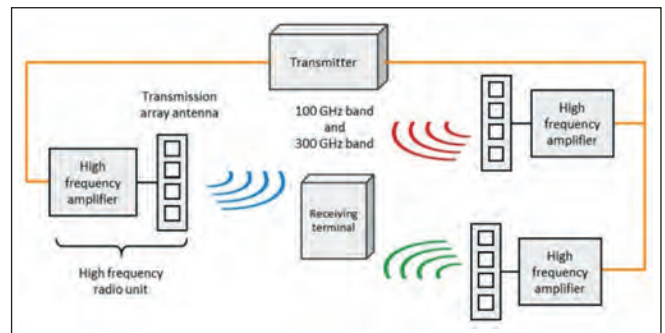 Transmitter
Transmission
array antenna
100 GHz band
and
300 GHz band
High
frequency
amplifier
High
frequency
amplifier
Receiving
terminal
High frequency
radio unit
High
frequency
amplifier